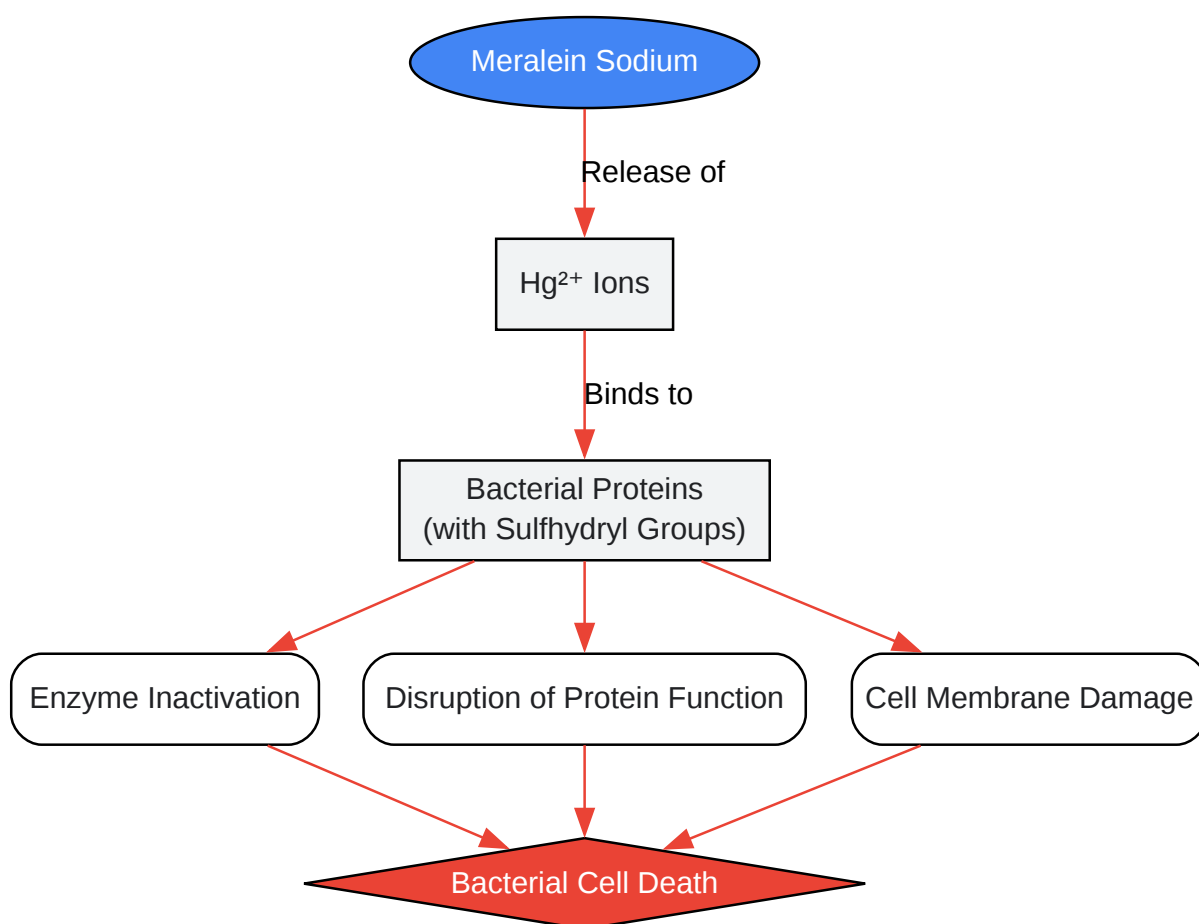 Meralein Sodium
Release of
Hg²⁺ Ions
Binds to
Bacterial Proteins
(with Sulfhydryl Groups)
Enzyme Inactivation
Disruption of Protein Function
Cell Membrane Damage
Bacterial Cell Death